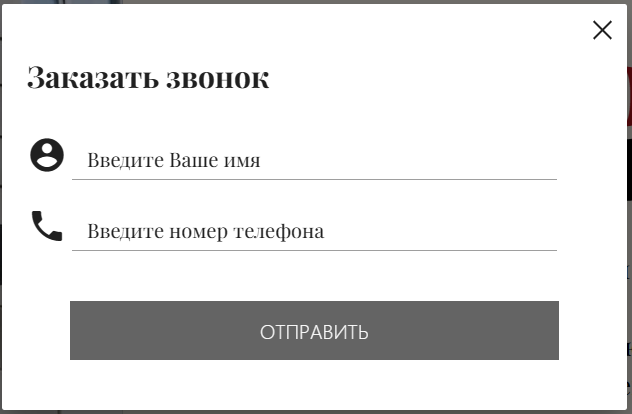 Заказать звонок
Введите Ваше имя
Введите номер телефона
ОТПРАВИТЬ